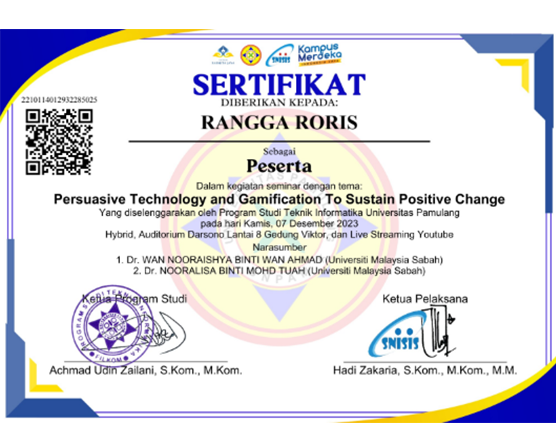 SNISIS
Kampus
Merdeka
INDONESIA JAYA
SERTIFIKAT
DIBERIKAN KEPADA:
2210114012932285025
RANGGA RORIS
Sebagai
Peserta
Dalam kegiatan seminar dengan tema:
Persuasive Technology and Gamification To Sustain Positive Change
Yang diselenggarakan oleh Program Studi Teknik Informatika Universitas Pamulang
pada hari Kamis, 07 Desember 2023
Hybrid, Auditorium Darsono Lantai 8 Gedung Viktor, dan Live Streaming Youtube
Narasumber
1. Dr. WAN NOORAISHYA BINTI WAN AHMAD (Universiti Malaysia Sabah)
2. Dr. NOORALISA BINTI MOHD TUAH (Universiti Malaysia Sabah)
Ketua Program Studi
Ketua Pelaksana
SNISIS
Achmad Udin Zailani, S.Kom., M.Kom.
Hadi Zakaria, S.Kom., M.Kom., M.M.